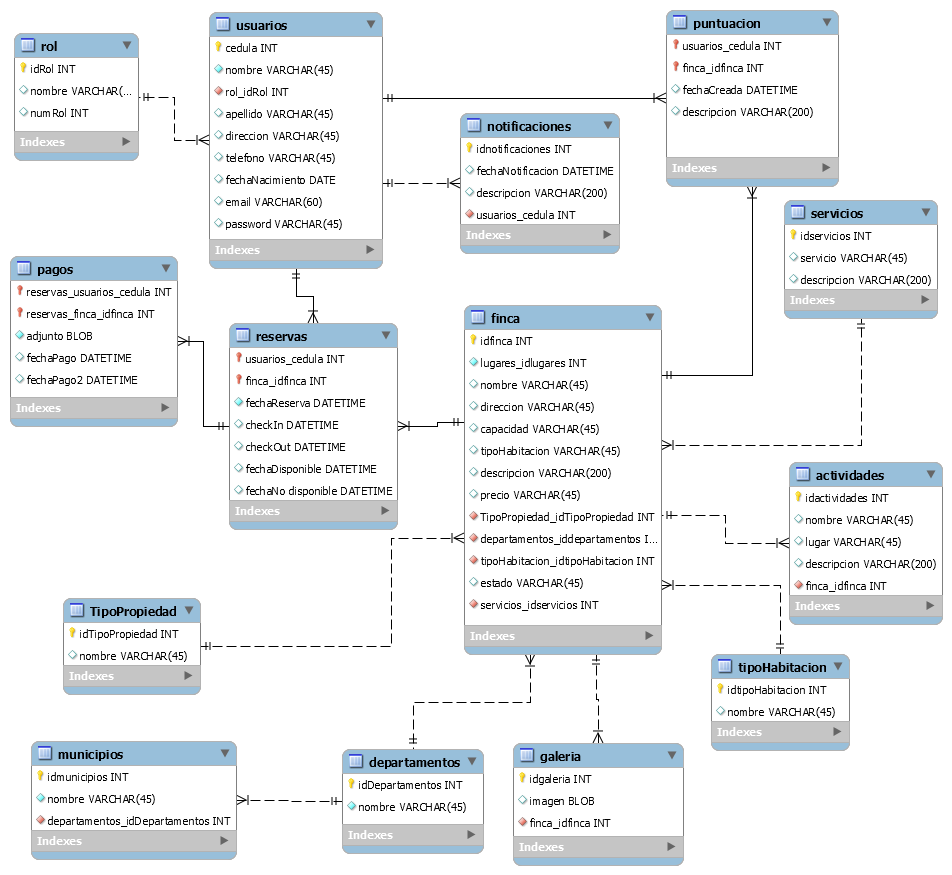 rol
idRol INT
nombre VARCHAR(...
numRol INT
Indexes
usuarios
cedula INT
nombre VARCHAR(45)
rol_idRol INT
apellido VARCHAR(45)
direccion VARCHAR(45)
telefono VARCHAR(45)
fechaNacimiento DATE
email VARCHAR(60)
password VARCHAR(45)
Indexes
puntuacion
usuarios_cedula INT
finca_idfinca INT
fechaCreada DATETIME
descripcion VARCHAR(200)
Indexes
notificaciones
idnotificaciones INT
fechaNotificacion DATETIME
descripcion VARCHAR(200)
usuarios_cedula INT
Indexes
servicios
idservicios INT
servicio VARCHAR(45)
descripcion VARCHAR(200)
Indexes
pagos
reservas_usuarios_cedula INT
reservas_finca_idfinca INT
adjunto BLOB
fechaPago DATETIME
fechaPago2 DATETIME
Indexes
reservas
usuarios_cedula INT
finca_idfinca INT
fechaReserva DATETIME
checkIn DATETIME
checkOut DATETIME
fechaDisponible DATETIME
fechaNo disponible DATETIME
Indexes
finca
idfinca INT
lugares_idlugares INT
nombre VARCHAR(45)
direccion VARCHAR(45)
capacidad VARCHAR(45)
tipoHabitacion VARCHAR(45)
descripcion VARCHAR(200)
precio VARCHAR(45)
TipoPropiedad_idTipoPropiedad INT
departamentos_iddepartamentos I...
tipoHabitacion_idtipoHabitacion INT
estado VARCHAR(45)
servicios_idservicios INT
Indexes
actividades
idactividades INT
nombre VARCHAR(45)
lugar VARCHAR(45)
descripcion VARCHAR(200)
finca_idfinca INT
Indexes
TipoPropiedad
idTipoPropiedad INT
nombre VARCHAR(45)
Indexes
tipoHabitacion
idtipoHabitacion INT
nombre VARCHAR(45)
Indexes
municipios
idmunicipios INT
nombre VARCHAR(45)
departamentos_idDepartamentos INT
Indexes
departamentos
idDepartamentos INT
nombre VARCHAR(45)
Indexes
galeria
idgaleria INT
imagen BLOB
finca_idfinca INT
Indexes